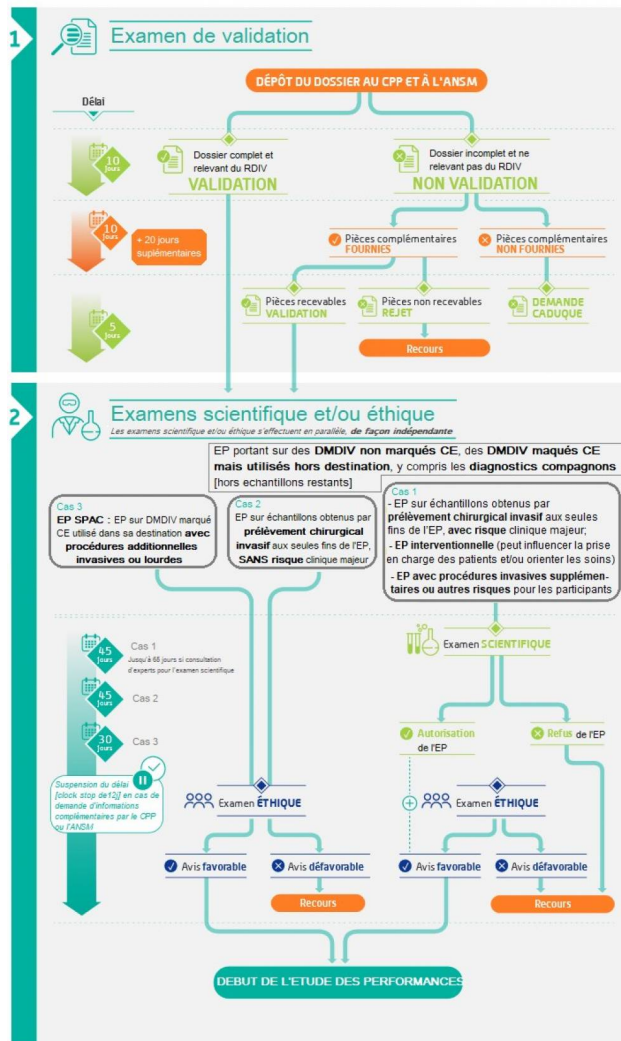 1
Examen de validation
DÉPÔT DU DOSSIER AU CPP ET À L'ANSM
Délai
10
jours
Dossier complet et
relevant du RDIV
VALIDATION
Dossier incomplet et ne
relevant pas du RDIV
NON VALIDATION
10
jours
+ 20 jours
suplémentaires
Pièces complémentaires
FOURNIES
Pièces complémentaires
NON FOURNIES
5
jours
Pièces recevables
VALIDATION
Pièces non recevables
REJET
DEMANDE
CADUQUE
Recours
2
Examens scientifique et/ou éthique
Les examens scientifique et/ou éthique s'effectuent en paralléle, de façon indépendante
EP portant sur des DMDIV non marqués CE, des DMDIV maqués CE
mais utilisés hors destination, y compris les diagnostics compagnons
[hors echantillons restants]
Cas 3
EP SPAC : EP sur DMDIV marqué
CE utilisé dans sa destination avec
procédures additionnelles
invasives ou lourdes
Cas 2
EP sur échantillons obtenus par
prélèvement chirurgical
invasif aux seules fins de l'EP,
SANS risque clinique majeur
Cas 1
- EP sur échantillons obtenus par
prélèvement chirurgical invasif aux seules
fins de l'EP, avec risque clinique majeur;
- EP interventionnelle (peut influencer la prise
en charge des patients et/ou orienter les soins)
- EP avec procédures invasives supplémen-
taires ou autres risques pour les participants
45
jours
Cas 1
Jusqu'à 65 jours si consultation
d'experts pour l'examen scientifique
45
jours
Cas 2
30
jours
Cas 3
Suspension du délai
[clock stop de12j] en cas de
demande d'informations
complémentaires par le CPP
ou l'ANSM
Examen SCIENTIFIQUE
Autorisation
de l'EP
Refus de l'EP
Examen ÉTHIQUE
Examen ÉTHIQUE
Avis favorable
Avis défavorable
Avis favorable
Avis défavorable
Recours
Recours
DEBUT DE L'ETUDE DES PERFORMANCES